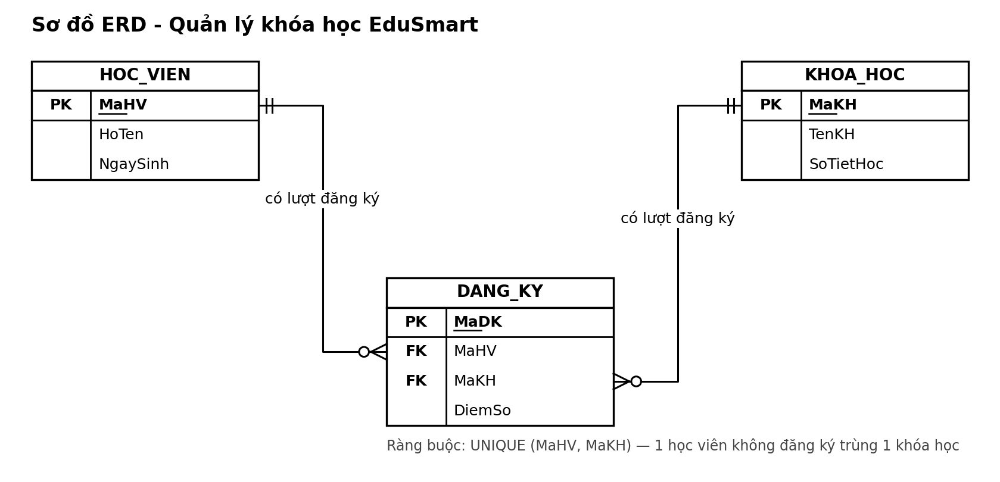 Sơ đồ ERD - Quản lý khóa học EduSmart
HOC_VIEN
PK MaHV
HoTen
NgaySinh
KHOA_HOC
PK MaKH
TenKH
SoTietHoc
có lượt đăng ký
có lượt đăng ký
DANG_KY
PK MaDK
FK MaHV
FK MaKH
DiemSo
Ràng buộc: UNIQUE (MaHV, MaKH) — 1 học viên không đăng ký trùng 1 khóa học